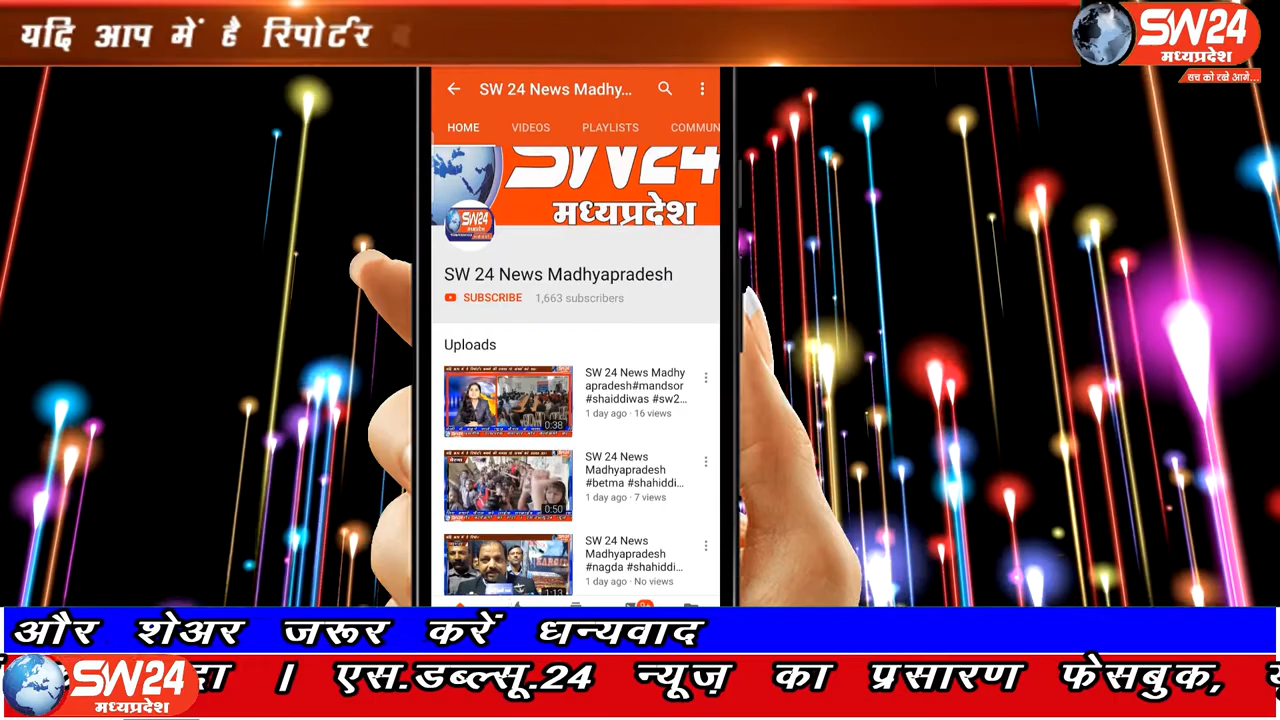 यदि आप में है रिपोर्टर
SW24
मध्यप्रदेश
सच को रखे आगे...
SW 24 News Madhy...
HOME VIDEOS PLAYLISTS COMMUN
SW24
मध्यप्रदेश
SW24
SW 24 News Madhyapradesh
SUBSCRIBE 1,663 subscribers
Uploads
SW 24 News Madhy
apradesh#mandsor
#shaiddiwas #sw2...
1 day ago · 16 views
0:38
SW 24 News
Madhyapradesh
#betma #shahiddi...
1 day ago · 7 views
0:50
SW 24 News
Madhyapradesh
#nagda #shahiddi...
1 day ago · No views
1:13
और शेअर जरूर करें धन्यवाद
SW24
मध्यप्रदेश
। एस.डब्ल्सू.24 न्यूज़ का प्रसारण फेसबुक,